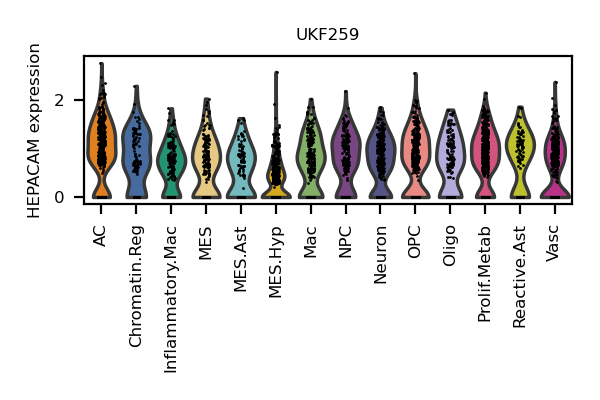 UKF259
HEPACAM expression
2
0
AC
Chromatin.Reg
Inflammatory.Mac
MES
MES.Ast
MES.Hyp
Mac
NPC
Neuron
OPC
Oligo
Prolif.Metab
Reactive.Ast
Vasc